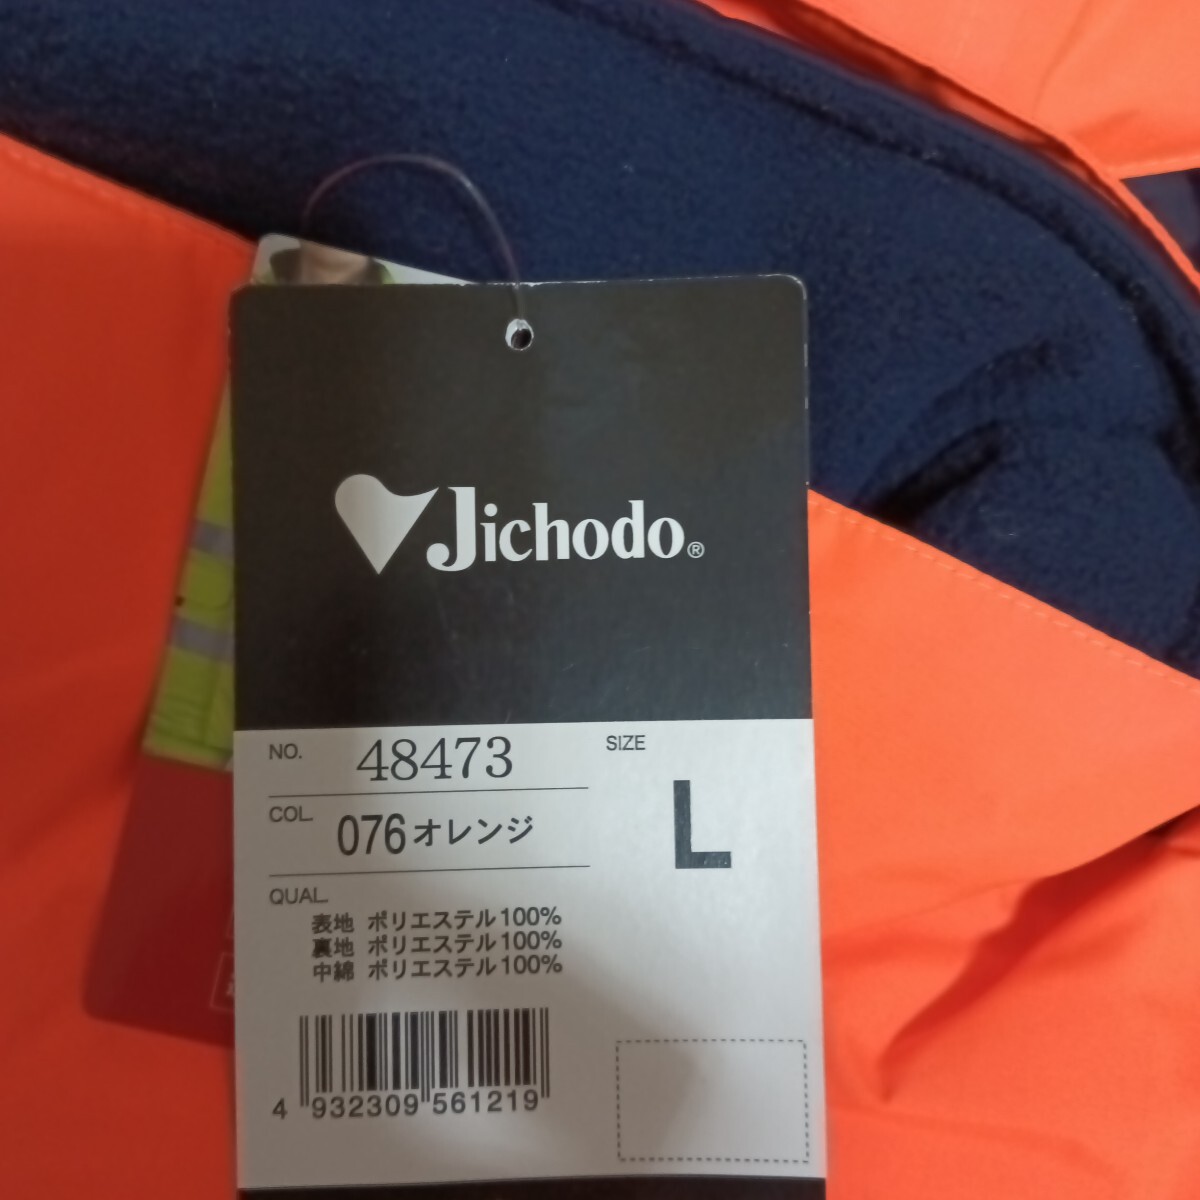 Jichodo®
NO. 48473
SIZE
L
COL. 076オレンジ
QUAL.
表地 ポリエステル100%
裏地 ポリエステル100%
中綿 ポリエステル100%
4 932309 561219